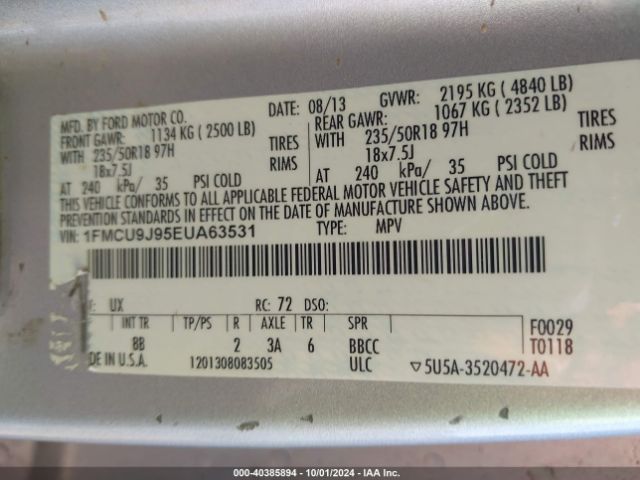 MFD. BY FORD MOTOR CO.
DATE: 08/13 GVWR: 2195 KG ( 4840 LB)
FRONT GAWR: 1134 KG ( 2500 LB) REAR GAWR: 1067 KG ( 2352 LB)
WITH 235/50R18 97H TIRES WITH 235/50R18 97H TIRES
18x7.5J RIMS 18x7.5J RIMS
AT 240 kPa/ 35 PSI COLD AT 240 kPa/ 35 PSI COLD
THIS VEHICLE CONFORMS TO ALL APPLICABLE FEDERAL MOTOR VEHICLE SAFETY AND THEFT
PREVENTION STANDARDS IN EFFECT ON THE DATE OF MANUFACTURE SHOWN ABOVE.
VIN: 1FMCU9J95EUA63531 TYPE: MPV
UX RC: 72 DSO:
INT TR TP/PS R AXLE TR SPR F0029
8B 2 3A 6 BBCC T0118
DE IN U.S.A. 1201308083505 ULC ▽5U5A-3520472-AA
000-40385894 - 10/01/2024 - IAA Inc.